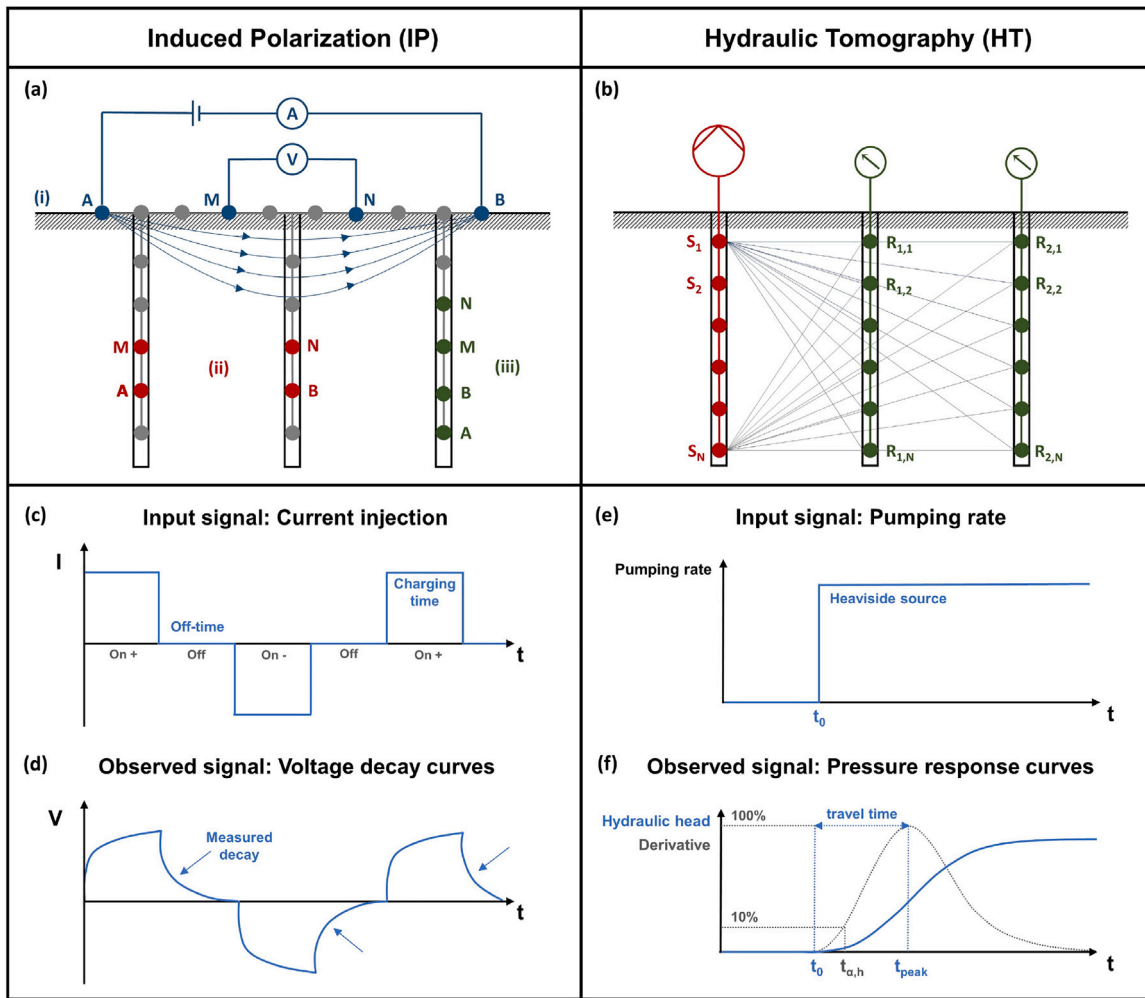 Induced Polarization (IP)
Hydraulic Tomography (HT)
(a)
A
V
(i)
A
M
N
B
N
M
N
M
(ii)
(iii)
A
B
B
A
(b)
S1
R1,1
R2,1
S2
R1,2
R2,2
SN
R1,N
R2,N
(c)
Input signal: Current injection
I
Charging
time
Off-time
On +
Off
On -
Off
On +
t
(d)
Observed signal: Voltage decay curves
V
Measured
decay
t
(e)
Input signal: Pumping rate
Pumping rate
Heaviside source
t0
t
(f)
Observed signal: Pressure response curves
Hydraulic head
100%
travel time
Derivative
10%
t0
tα,h
tpeak
t